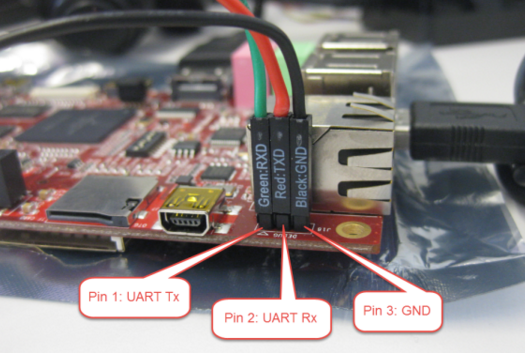 Green:RXD
Red:TXD
Black:GND
Pin 1: UART Tx
Pin 2: UART Rx
Pin 3: GND